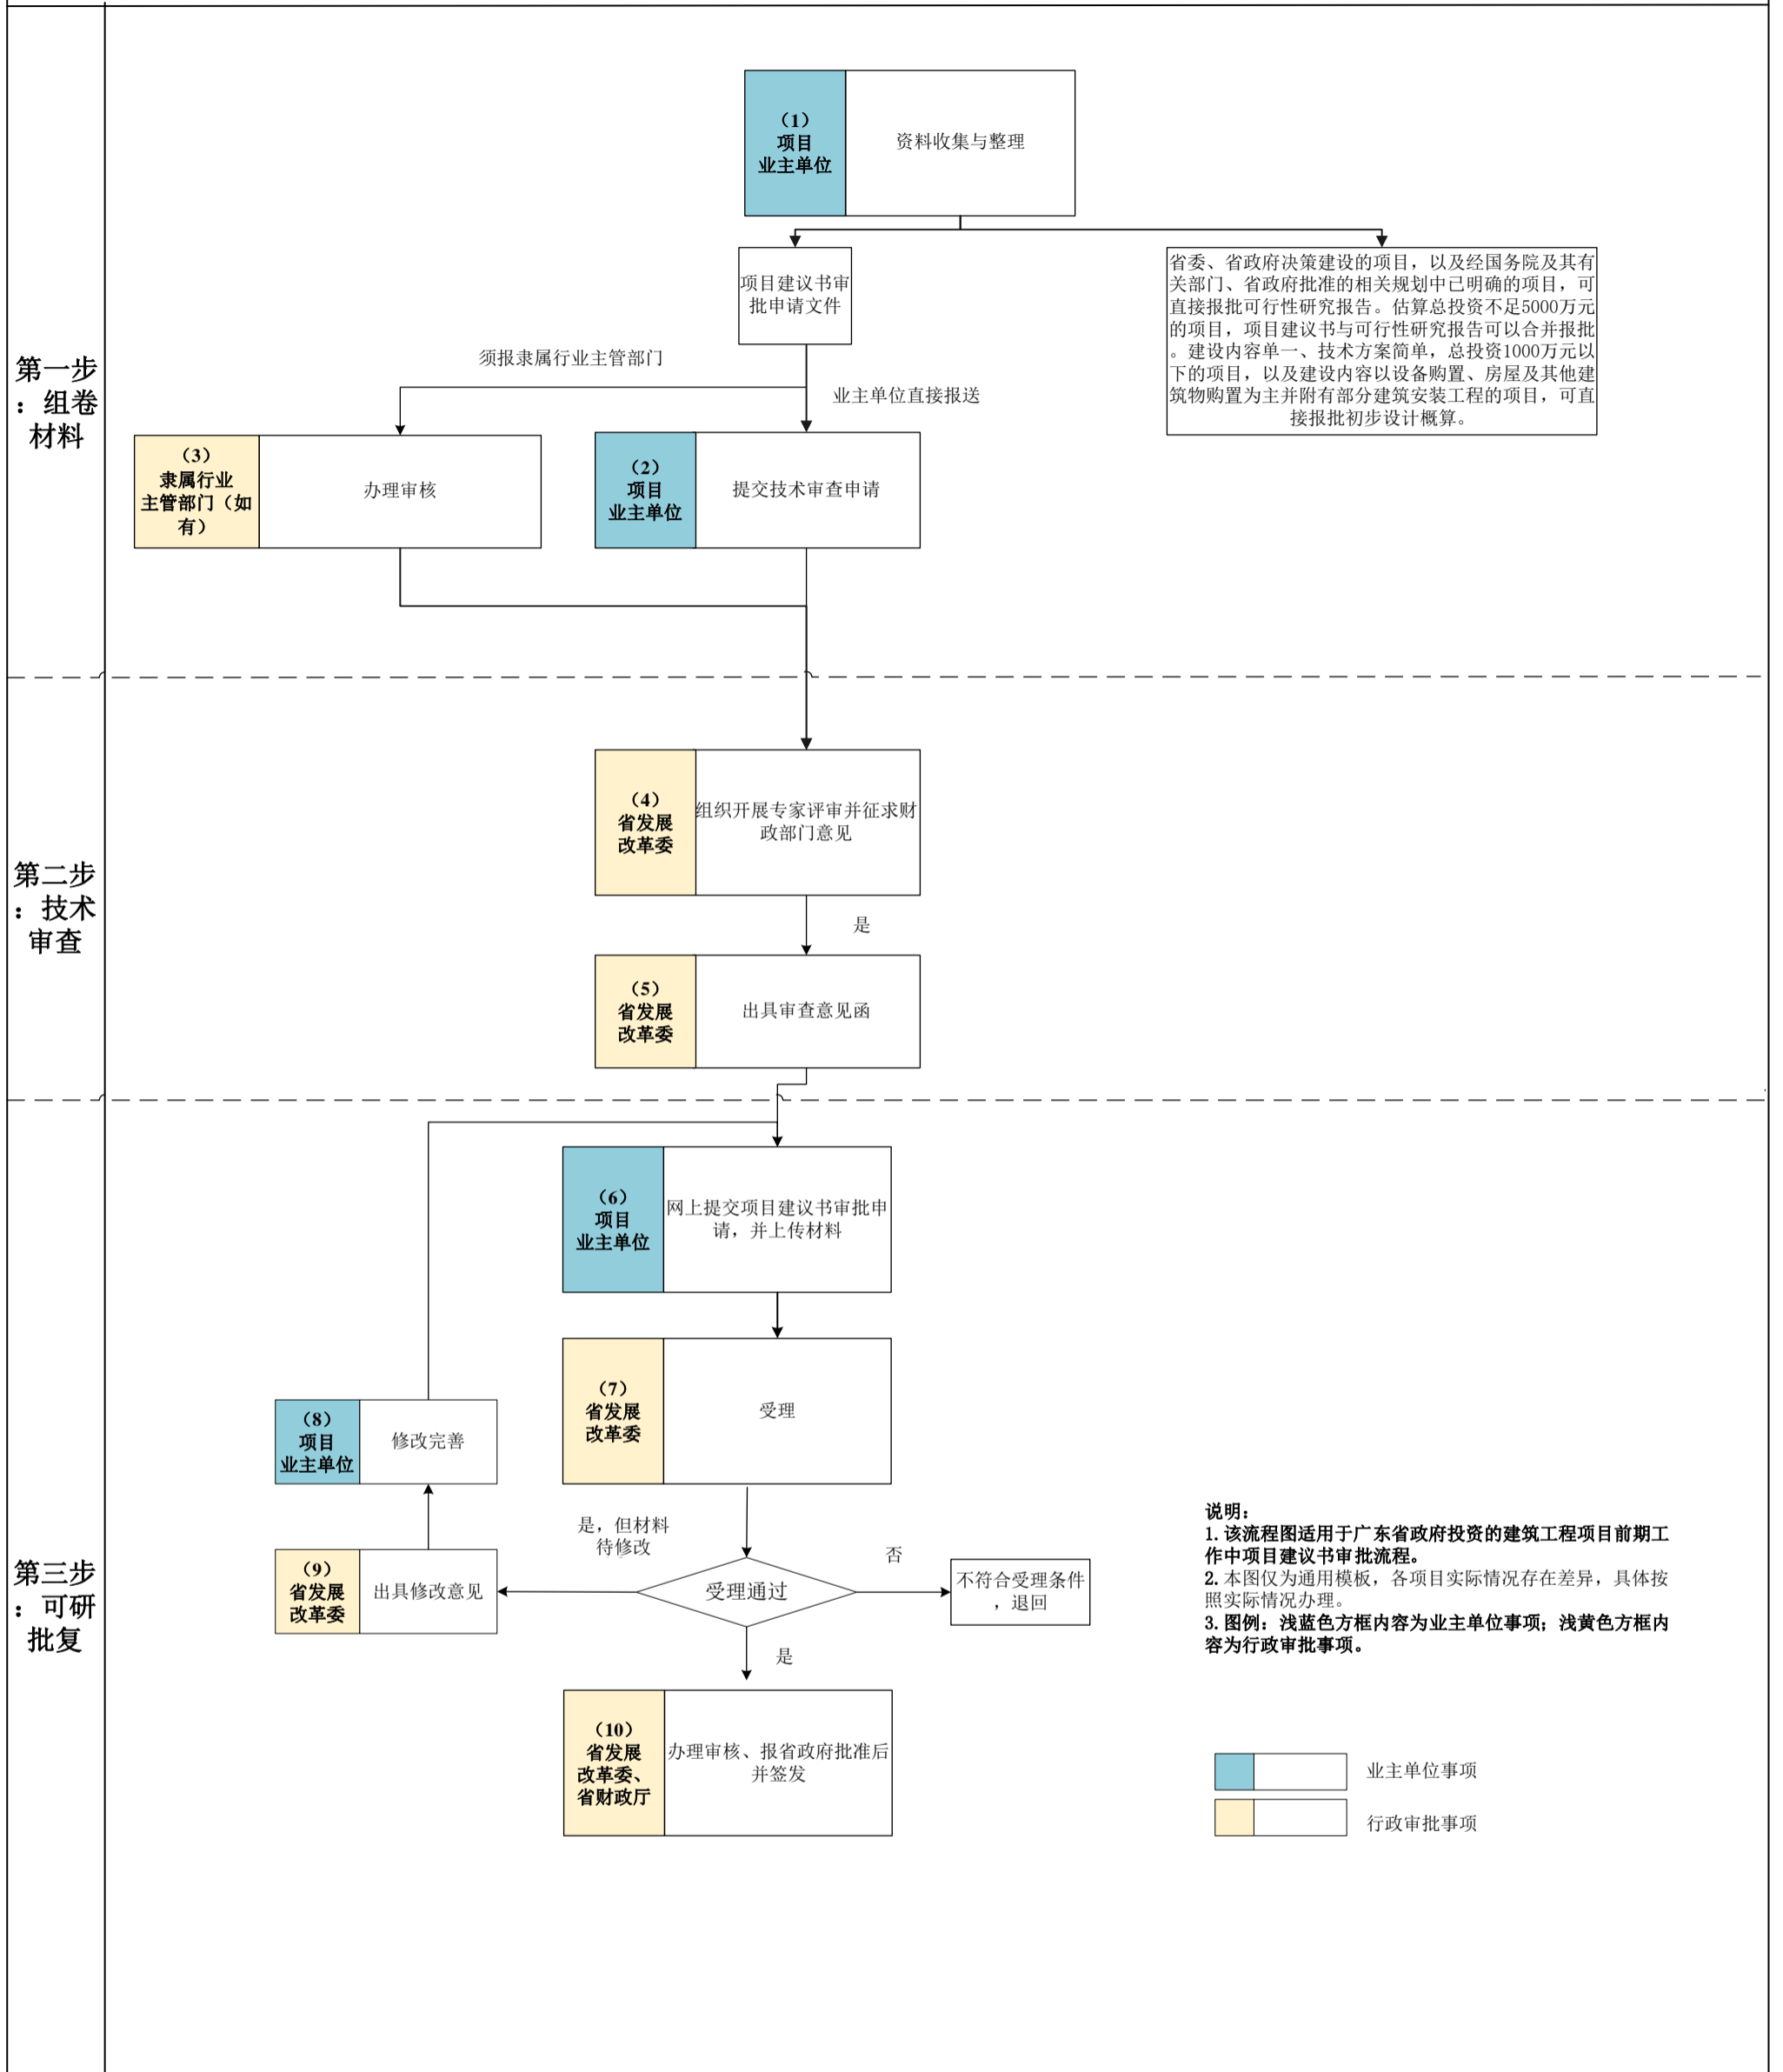 第一步
：组卷
材料
（1）
项目
业主单位
资料收集与整理
项目建议书审
批申请文件
省委、省政府决策建设的项目，以及经国务院及其有
关部门、省政府批准的相关规划中已明确的项目，可
直接报批可行性研究报告。估算总投资不足5000万元
的项目，项目建议书与可行性研究报告可以合并报批
。建设内容单一、技术方案简单，总投资1000万元以
下的项目，以及建设内容以设备购置、房屋及其他建
筑物购置为主并附有部分建筑安装工程的项目，可直
接报批初步设计概算。
须报隶属行业主管部门
业主单位直接报送
（3）
隶属行业
主管部门（如
有）
办理审核
（2）
项目
业主单位
提交技术审查申请
第二步
：技术
审查
（4）
省发展
改革委
组织开展专家评审并征求财
政部门意见
是
（5）
省发展
改革委
出具审查意见函
第三步
：可研
批复
（6）
项目
业主单位
网上提交项目建议书审批申
请，并上传材料
（7）
省发展
改革委
受理
（8）
项目
业主单位
修改完善
是，但材料
待修改
否
（9）
省发展
改革委
出具修改意见
受理通过
不符合受理条件
，退回
是
（10）
省发展
改革委、
省财政厅
办理审核、报省政府批准后
并签发
说明：
1.该流程图适用于广东省政府投资的建筑工程项目前期工
作中项目建议书审批流程。
2.本图仅为通用模板，各项目实际情况存在差异，具体按
照实际情况办理。
3.图例：浅蓝色方框内容为业主单位事项；浅黄色方框内
容为行政审批事项。
业主单位事项
行政审批事项